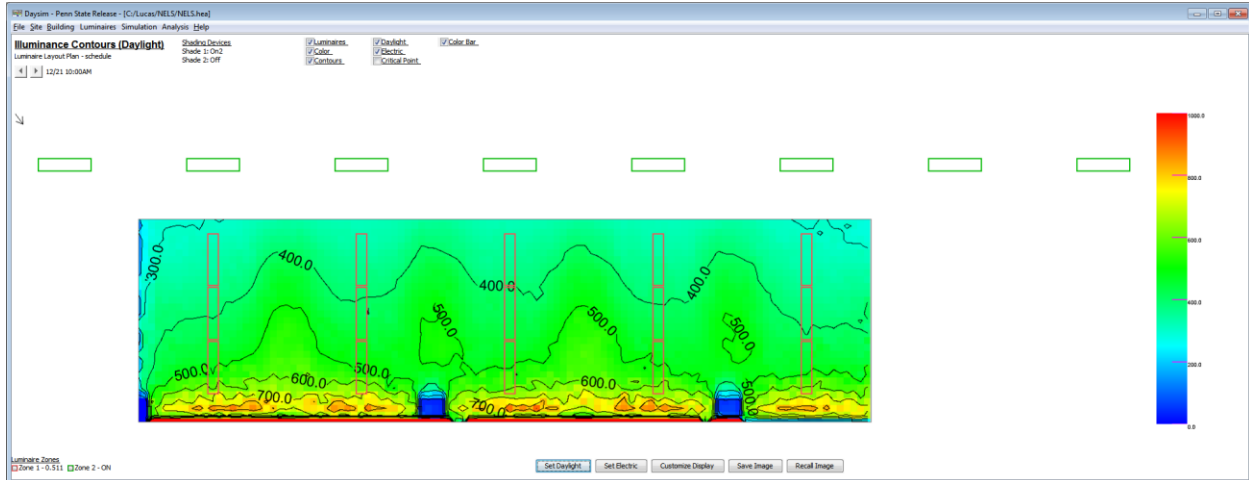 Daysim - Penn State Release - [C:/Lucas/NELS/NELS.hea]
File Site Building Luminaires Simulation Analysis Help
Illuminance Contours (Daylight)
Luminaire Layout Plan - schedule
12/21 10:00AM
Shading Devices
Shade 1: On2
Shade 2: Off
Luminaires Daylight Color Bar
Color Electric
Contours Critical Point
1000.0
800.0
600.0
400.0
200.0
0.0
300.0
400.0
400.0
400.0
500.0
500.0
500.0
500.0
500.0
500.0
600.0
600.0
700.0
700.0
Luminaire Zones
Zone 1 - 0.511 Zone 2 - ON
Set Daylight Set Electric Customize Display Save Image Recall Image